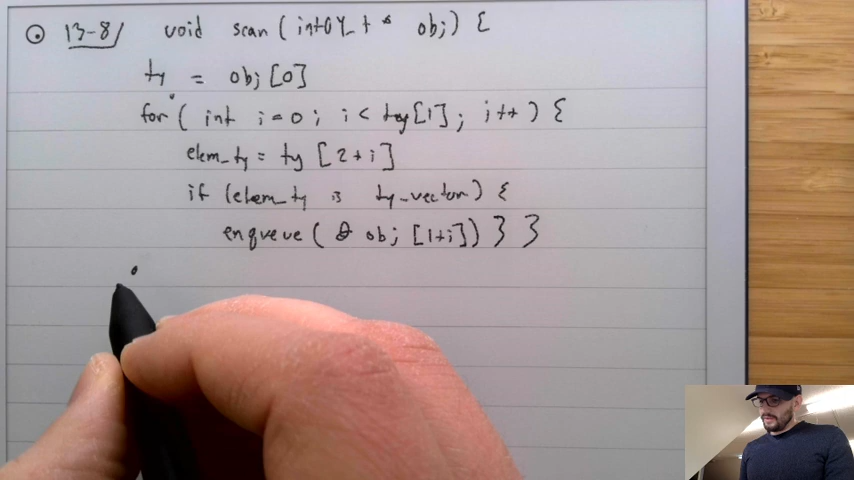 13-8/ void scan (int64_t * obj) {
ty = obj [0]
for ( int i = 0 ; i < ty[1] ; i++ ) {
elem_ty = ty [2+i]
if (elem_ty is ty_vector) {
enqueue ( & obj [1+i]) } }